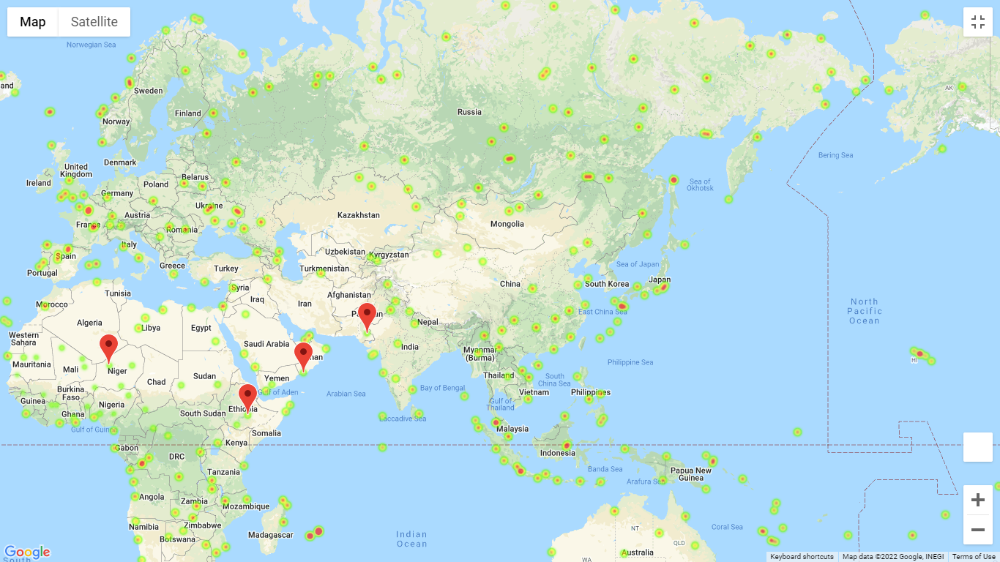 Map
Satellite
Norwegian Sea
and
Sweden
AK
Norway
Finland
Russia
Bering Sea
United
Kingdom
Denmark
Ireland
Poland
Belarus
Sea of
Okhotsk
Germany
Ukraine
Austria
Kazakhstan
France
Romania
Mongolia
Italy
Spain
Uzbekistan
Kyrgyzstan
Greece
Turkey
Turkmenistan
Sea of Japan
Portugal
Syria
China
South Korea
Japan
Tunisia
Afghanistan
Morocco
Iraq
Iran
North
Pacific
Ocean
East China Sea
Algeria
Libya
Egypt
Nepal
Western
Sahara
Saudi Arabia
India
Myanmar
(Burma)
HI
Mauritania
Mali
Niger
Philippine Sea
Sudan
Yemen
Thailand
South
China Sea
Chad
Burkina
Faso
Gulf of Aden
Arabian Sea
Bay of Bengal
Vietnam
Philippines
Guinea
Nigeria
Ethiopia
Gulf of
Thailand
Ghana
South Sudan
Laccadive Sea
Gulf of Guinea
Somalia
Malaysia
Gabon
Kenya
DRC
Indonesia
Tanzania
Banda Sea
Papua New
Guinea
Arafura Sea
Angola
Zambia
Mozambique
Namibia
Zimbabwe
Madagascar
Indian
Ocean
NT
Coral Sea
Botswana
QLD
Australia
WA
Google
South
Keyboard shortcuts
Map data ©2022 Google, INEGI
Terms of Use